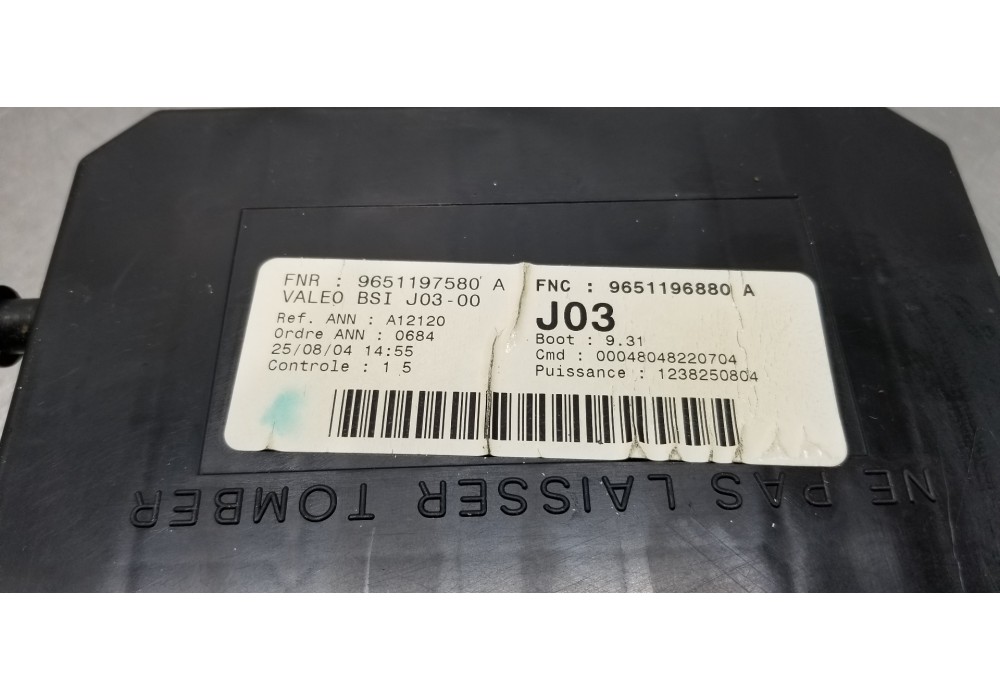 FNR : 9651197580 A
VALEO BSI J03-00
Ref. ANN : A12120
Ordre ANN : 0684
25/08/04 14:55
Controle : 1 5
FNC : 9651196880 A
J03
Boot : 9.31
Cmd : 00048048220704
Puissance : 1238250804
NE PAS LAISSER TOMBER